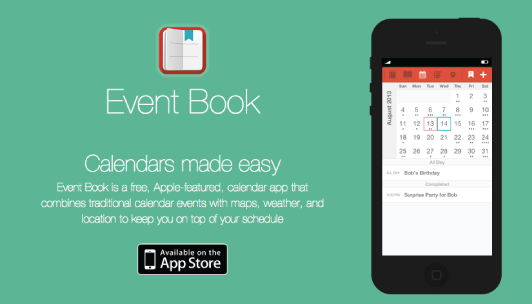 Event Book
Calendars made easy
Event Book is a free, Apple-featured, calendar app that
combines traditional calendar events with maps, weather, and
location to keep you on top of your schedule
Available on the
App Store
August 2013
Sun Mon Tue Wed Thu Fri Sat
1 2 3
4 5 6 7 8 9 10
11 12 13 14 15 16 17
18 19 20 21 22 23 24
25 26 27 28 29 30 31
All Day
Bob's Birthday
Completed
Surprise Party for Bob